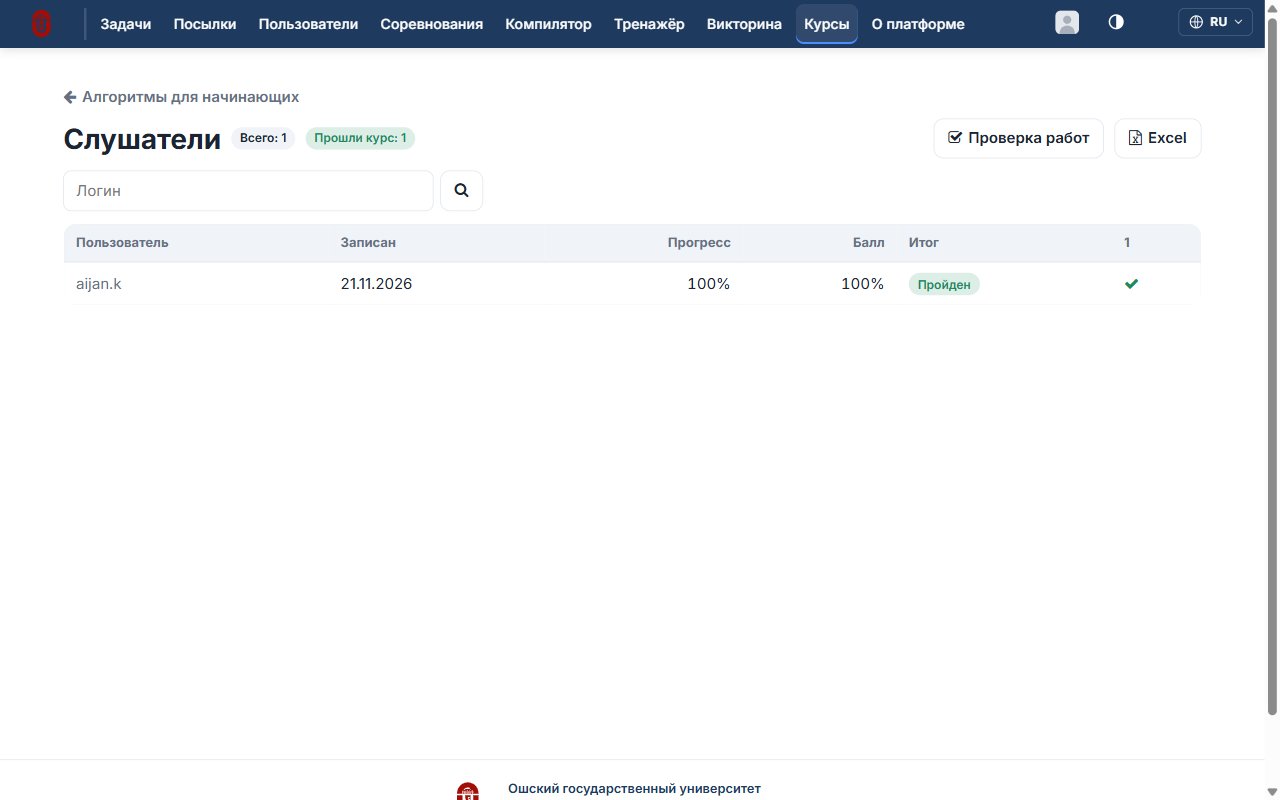 Задачи Посылки Пользователи Соревнования Компилятор Тренажёр Викторина Курсы О платформе RU
Алгоритмы для начинающих
Слушатели Всего: 1 Прошли курс: 1 Проверка работ Excel
Логин
Пользователь Записан Прогресс Балл Итог 1
aijan.k 21.11.2026 100% 100% Пройден
Ошский государственный университет